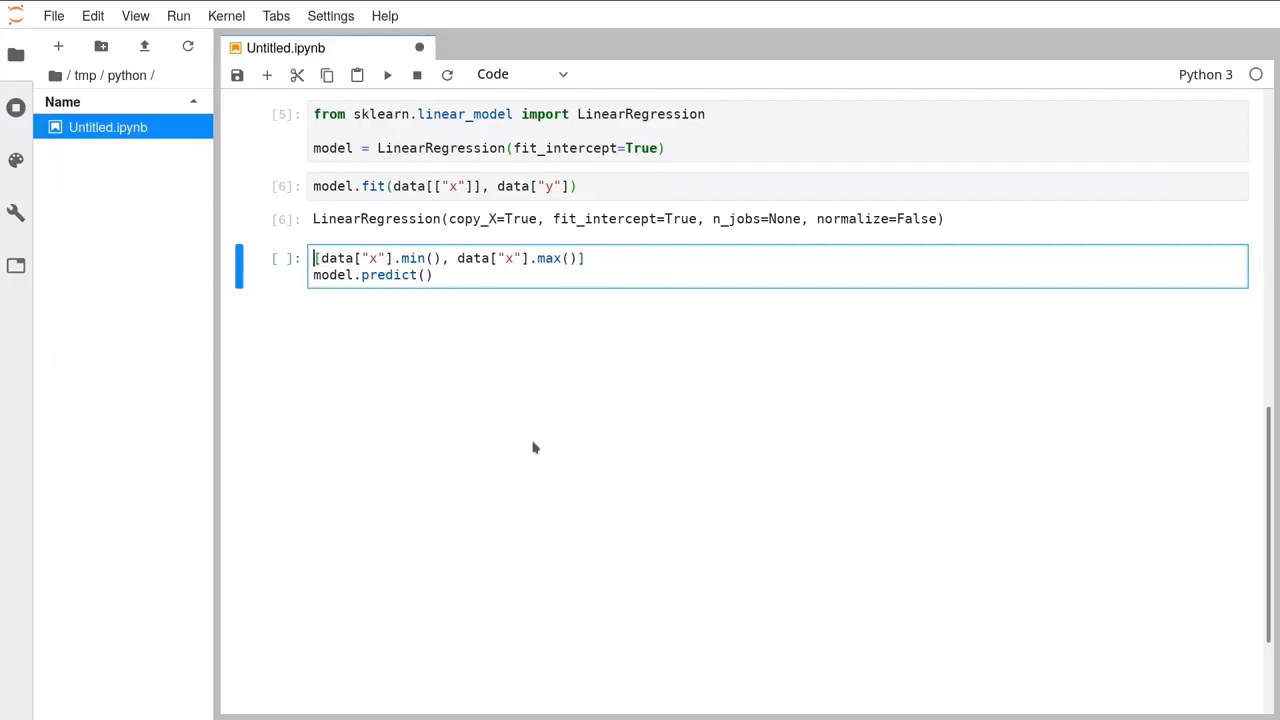 File Edit View Run Kernel Tabs Settings Help
/ tmp / python /
Name
Untitled.ipynb
Untitled.ipynb
Code
Python 3
[5]:
from sklearn.linear_model import LinearRegression
model = LinearRegression(fit_intercept=True)
[6]:
model.fit(data[["x"]], data["y"])
[6]:
LinearRegression(copy_X=True, fit_intercept=True, n_jobs=None, normalize=False)
[ ]:
[data["x"].min(), data["x"].max()]
model.predict()